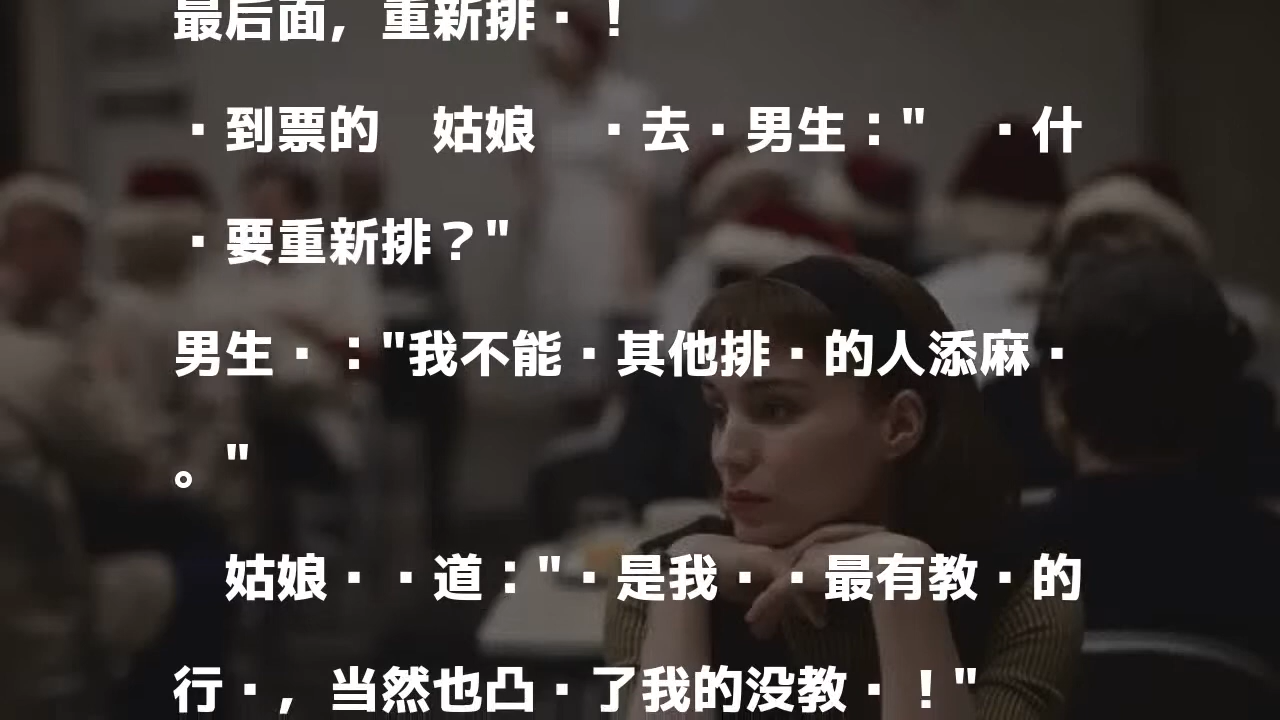 最后面，重新排·！
·到票的　姑娘　·去·男生："　·什
·要重新排？"
男生·："我不能·其他排·的人添麻·
。"
姑娘··道："·是我··最有教·的
行·，当然也凸·了我的没教·！"